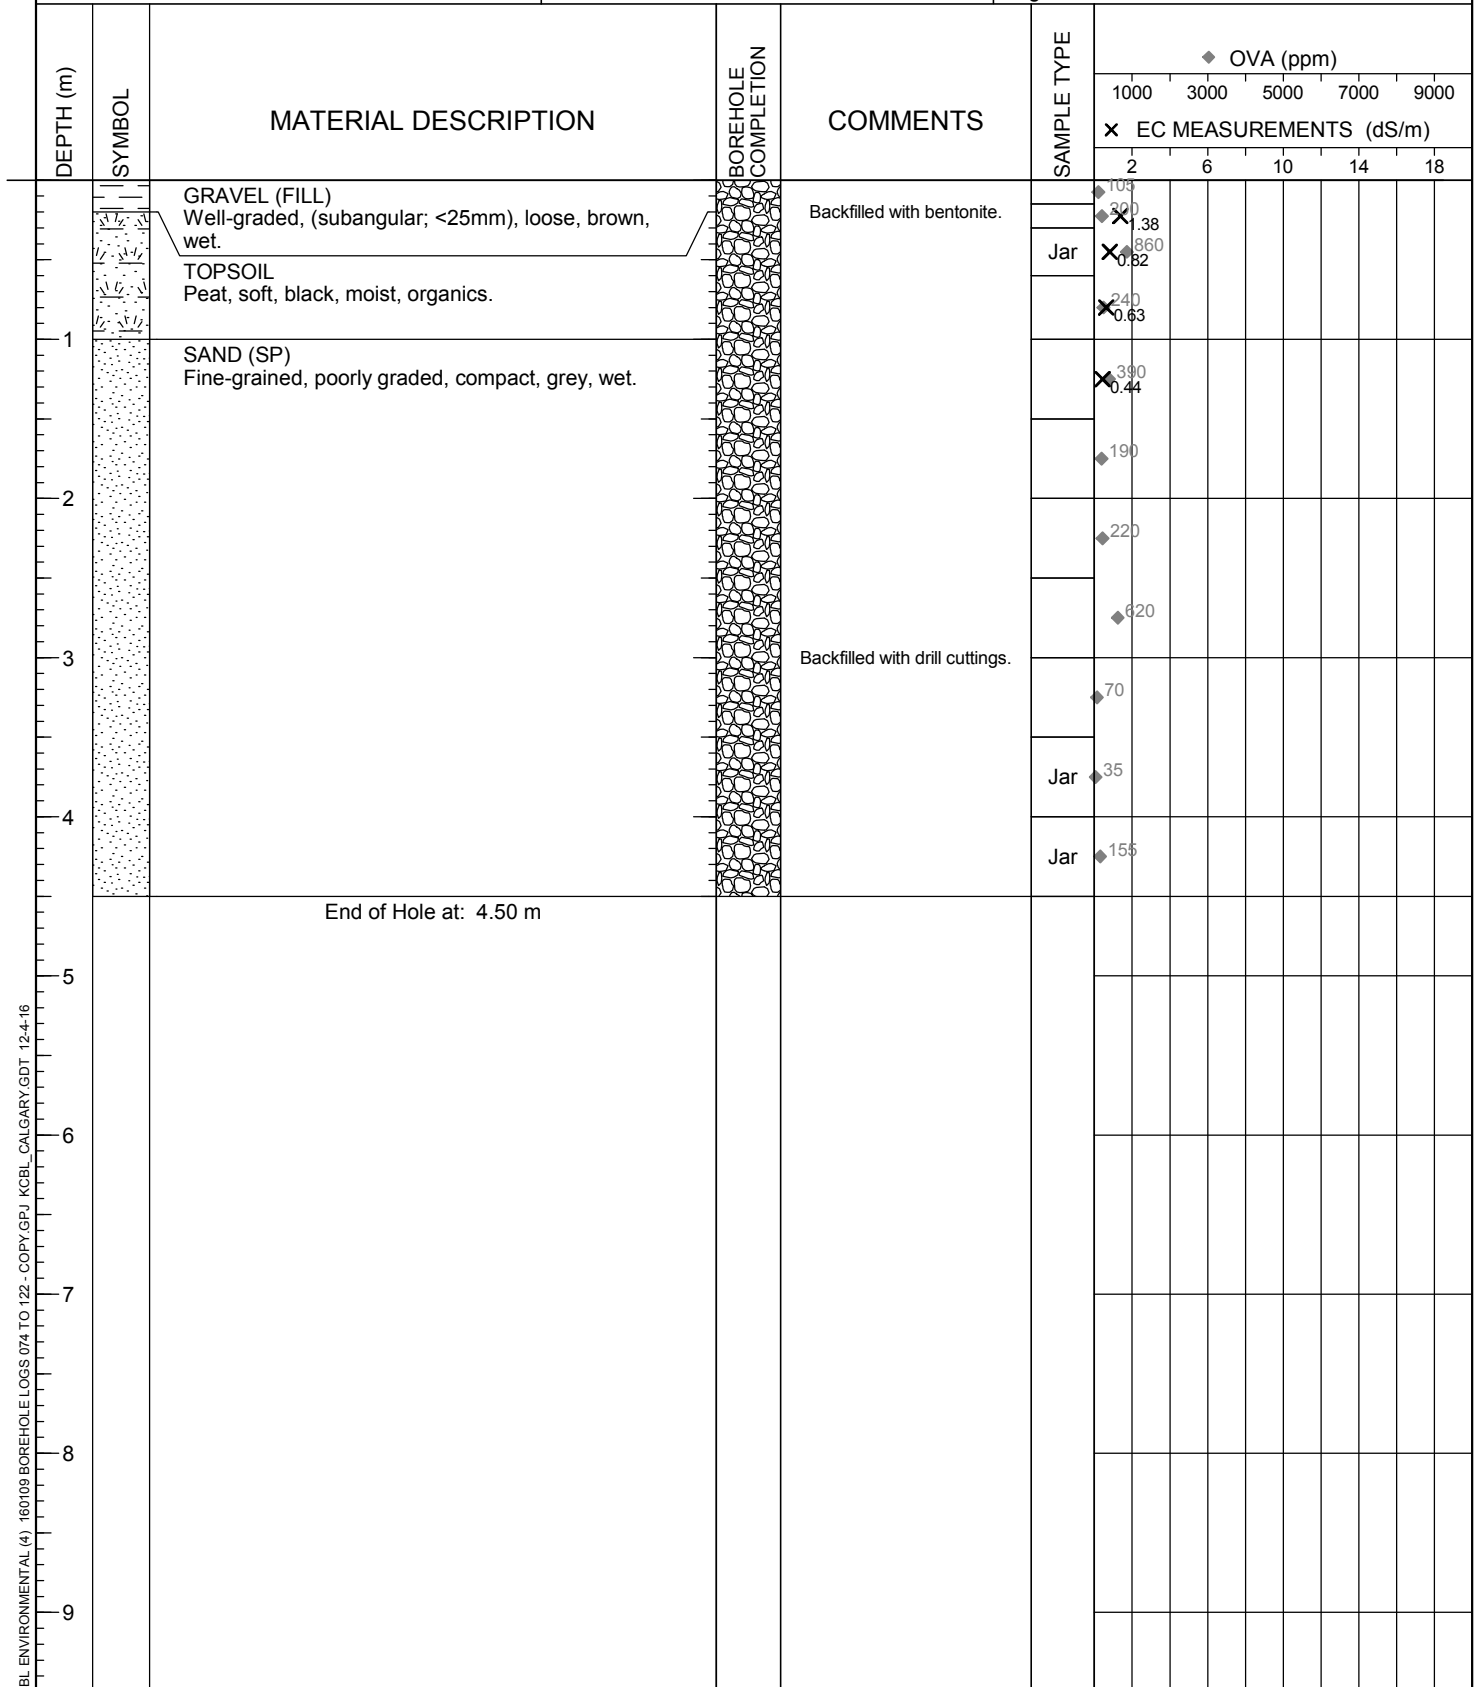 DEPTH (m)
SYMBOL
MATERIAL DESCRIPTION
BOREHOLE
COMPLETION
COMMENTS
SAMPLE TYPE
OVA (ppm)
1000 3000 5000 7000 9000
EC MEASUREMENTS (dS/m)
2 6 10 14 18
GRAVEL (FILL)
Well-graded, (subangular; <25mm), loose, brown,
wet.
Backfilled with bentonite.
105
200
1.38
Jar
860
0.82
TOPSOIL
Peat, soft, black, moist, organics.
240
0.63
1
SAND (SP)
Fine-grained, poorly graded, compact, grey, wet.
390
0.44
190
2
220
620
3
Backfilled with drill cuttings.
70
Jar
35
4
Jar
155
End of Hole at: 4.50 m
5
6
7
8
9
BL ENVIRONMENTAL (4) 160109 BOREHOLE LOGS 074 TO 122 - COPY.GPJ KCBL_CALGARY.GDT 12-4-16